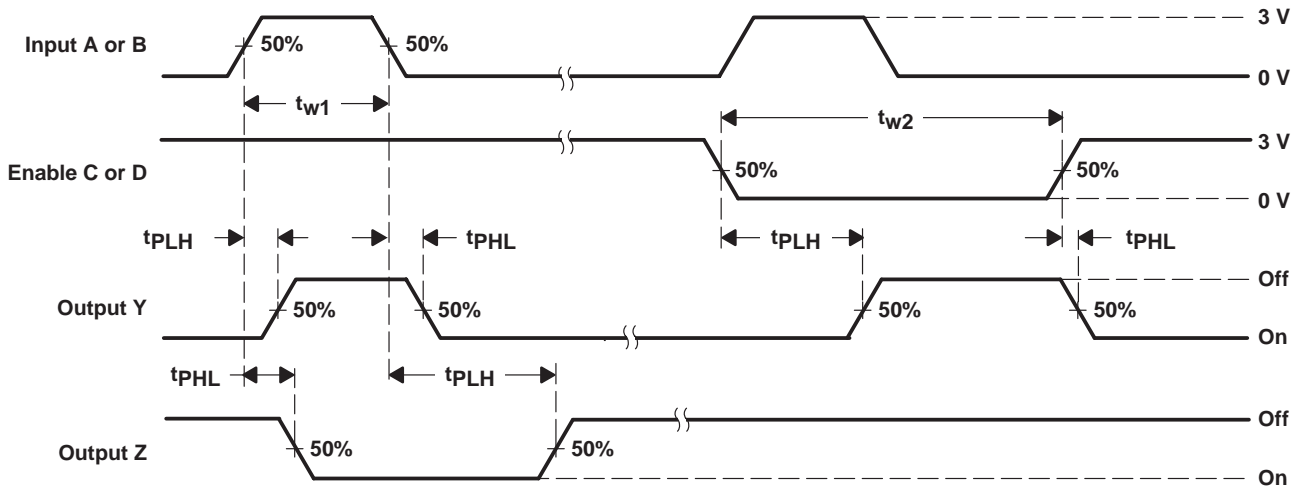 3 V
Input A or B
50%
50%
0 V
tw1
tw2
3 V
Enable C or D
50%
50%
0 V
tPLH
tPHL
tPLH
tPHL
Off
Output Y
50%
50%
50%
50%
On
tPHL
tPLH
Off
Output Z
50%
50%
On